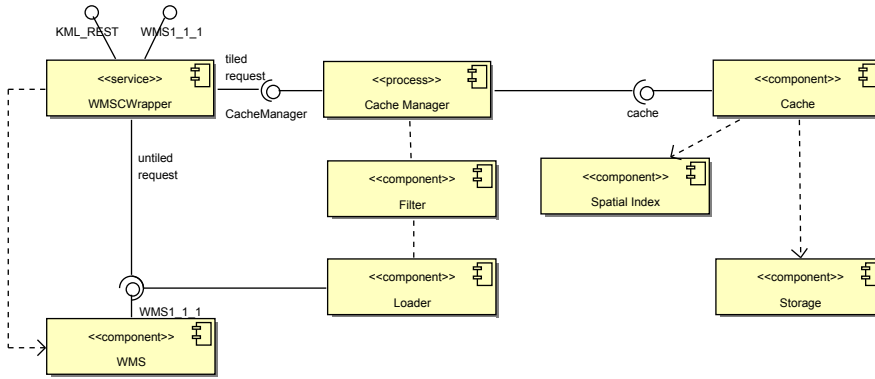 KML_REST
WMS1_1_1
<<service>>
WMSCWrapper
tiled
request
CacheManager
<<process>>
Cache Manager
cache
<<component>>
Cache
untiled
request
<<component>>
Filter
<<component>>
Spatial Index
<<component>>
Loader
<<component>>
Storage
WMS1_1_1
<<component>>
WMS